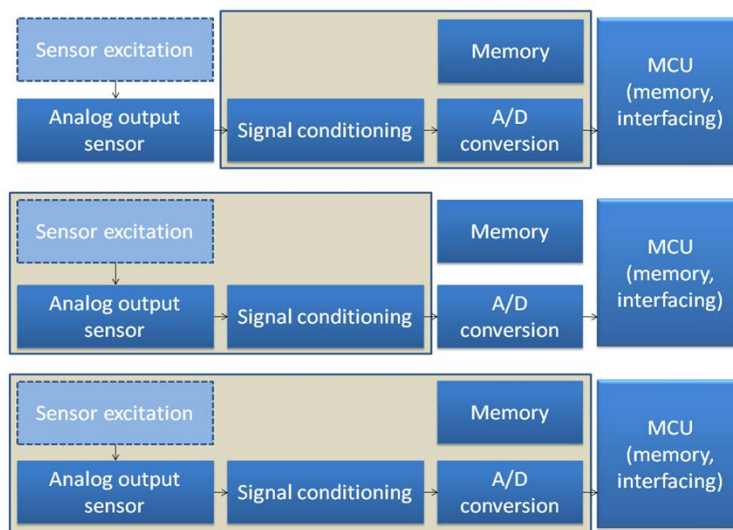 Sensor excitation
Memory
MCU
(memory,
interfacing)
Analog output
sensor
Signal conditioning
A/D
conversion
Sensor excitation
Memory
MCU
(memory,
interfacing)
Analog output
sensor
Signal conditioning
A/D
conversion
Sensor excitation
Memory
MCU
(memory,
interfacing)
Analog output
sensor
Signal conditioning
A/D
conversion